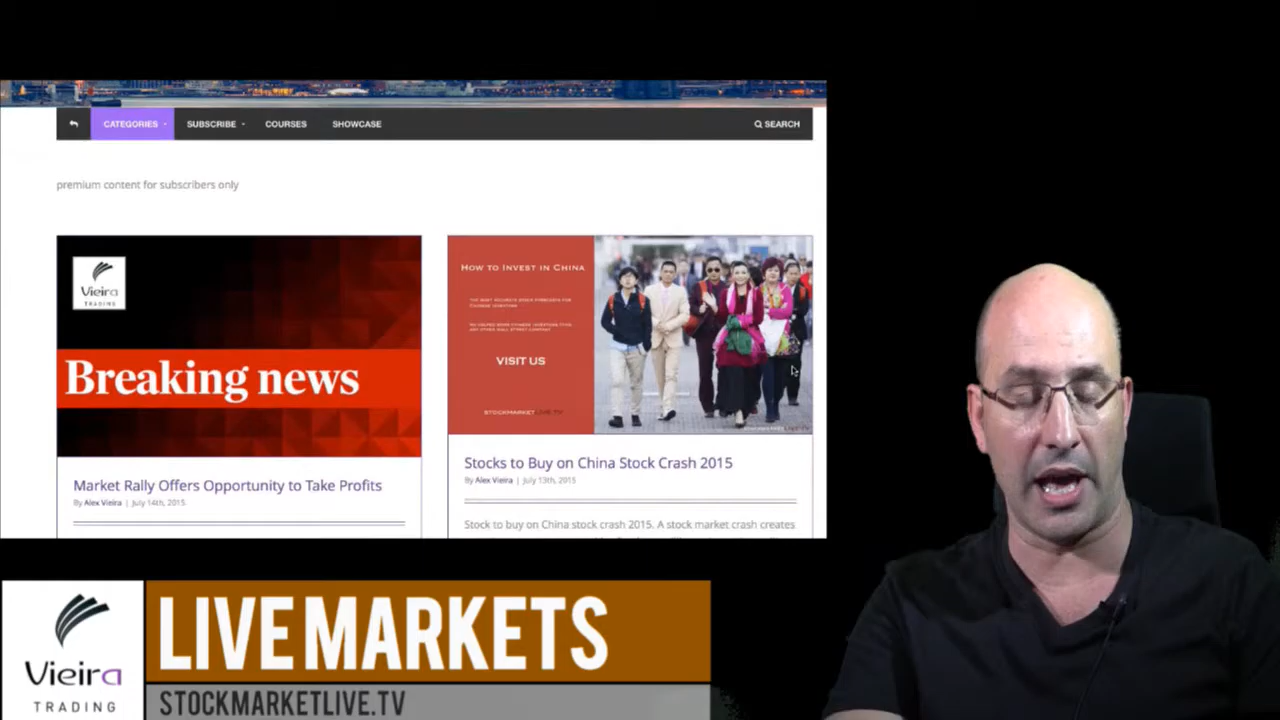 CATEGORIES
SUBSCRIBE
COURSES
SHOWCASE
SEARCH
premium content for subscribers only
Vieira
TRADING
Breaking news
Market Rally Offers Opportunity to Take Profits
By Alex Vieira | July 14th, 2015
HOW TO INVEST IN CHINA
VISIT US
STOCKMARKETLIVE.TV
Stocks to Buy on China Stock Crash 2015
By Alex Vieira | July 13th, 2015
Stock to buy on China stock crash 2015. A stock market crash creates
Vieira
TRADING
LIVE MARKETS
STOCKMARKETLIVE.TV